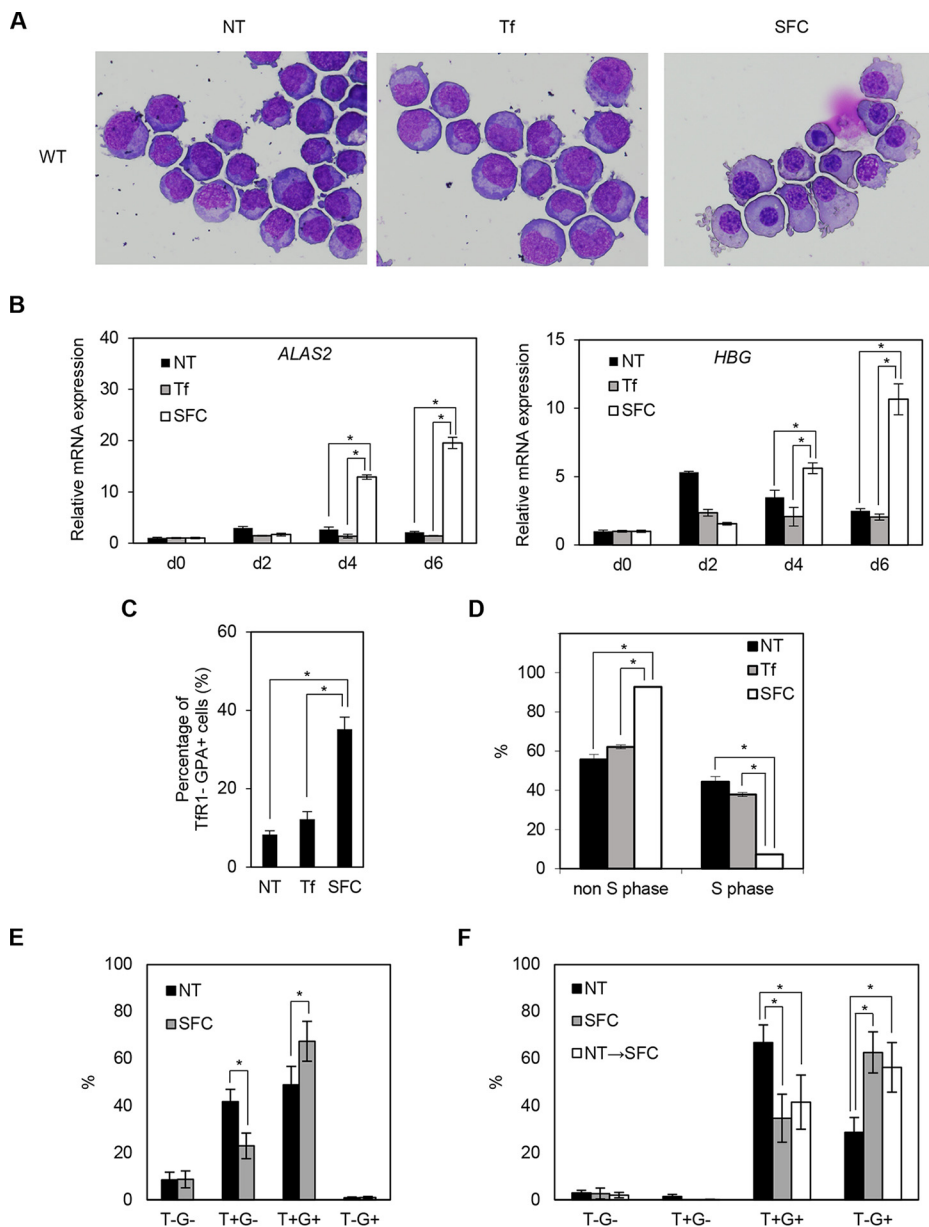 A
NT Tf SFC
WT
B
40
30
20
10
0
Relative mRNA expression
ALAS2
NT
Tf
SFC
* * * *
d0 d2 d4 d6
15
10
5
0
Relative mRNA expression
HBG
NT
Tf
SFC
* * * *
d0 d2 d4 d6
C
60
40
20
0
Percentage of
TfR1- GPA+ cells (%)
*
*
NT Tf SFC
D
100
80
60
40
20
0
%
NT
Tf
SFC
* * * *
non S phase S phase
E
100
80
60
40
20
0
%
NT
SFC
* *
T-G- T+G- T+G+ T-G+
F
100
80
60
40
20
0
%
NT
SFC
NT→SFC
* * * *
T-G- T+G- T+G+ T-G+